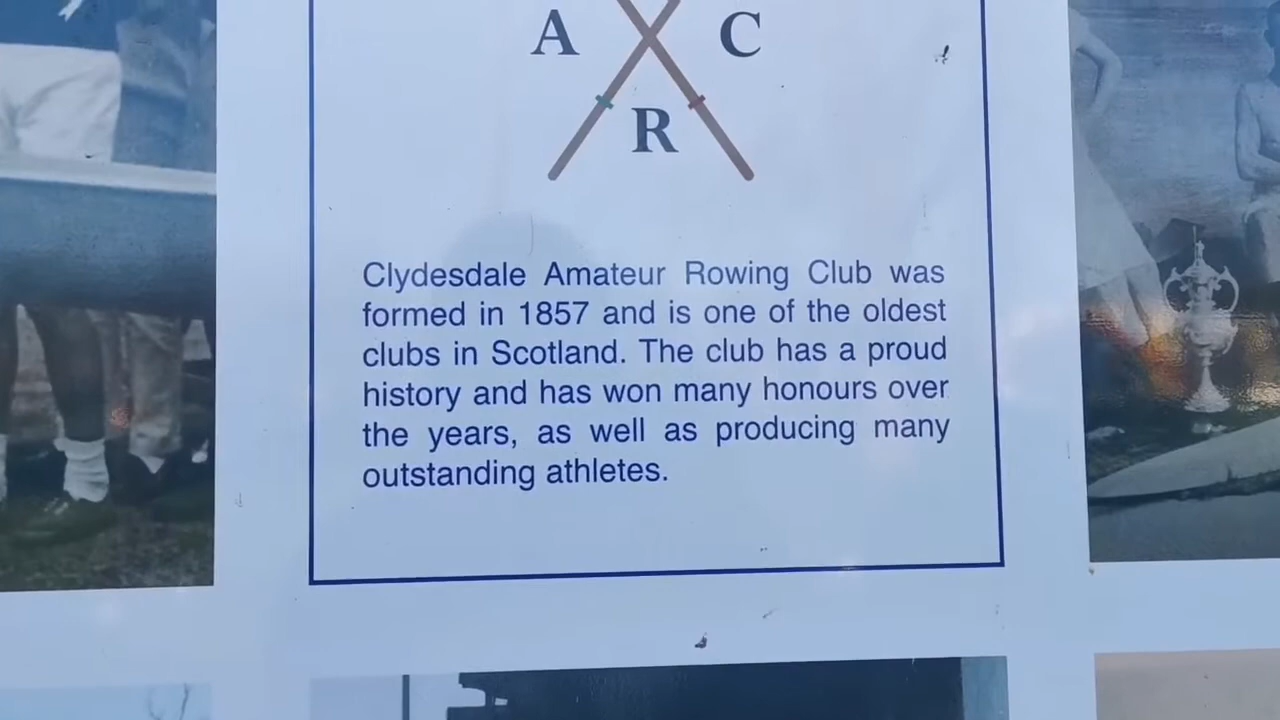 A C
R
Clydesdale Amateur Rowing Club was
formed in 1857 and is one of the oldest
clubs in Scotland. The club has a proud
history and has won many honours over
the years, as well as producing many
outstanding athletes.